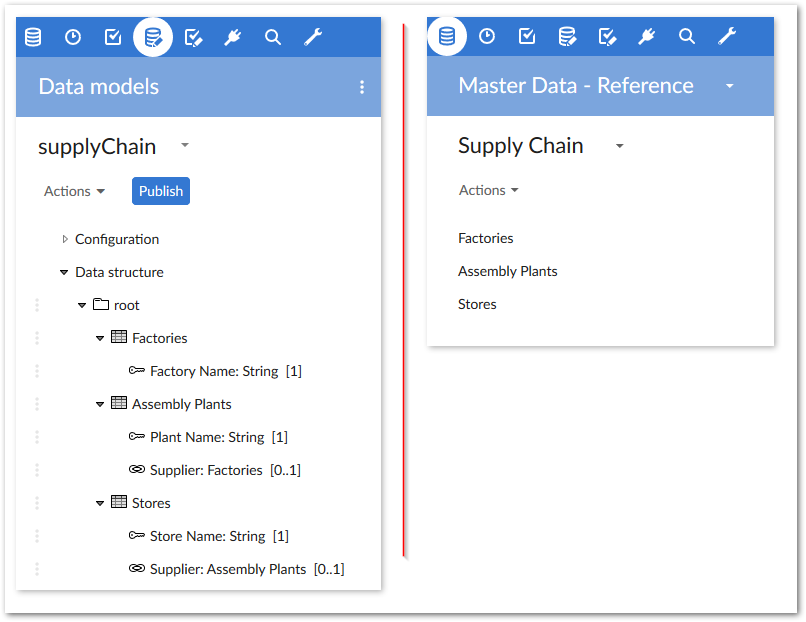 Data models
supplyChain
Actions
Publish
Configuration
Data structure
root
Factories
Factory Name: String [1]
Assembly Plants
Plant Name: String [1]
Supplier: Factories [0..1]
Stores
Store Name: String [1]
Supplier: Assembly Plants [0..1]
Master Data - Reference
Supply Chain
Actions
Factories
Assembly Plants
Stores